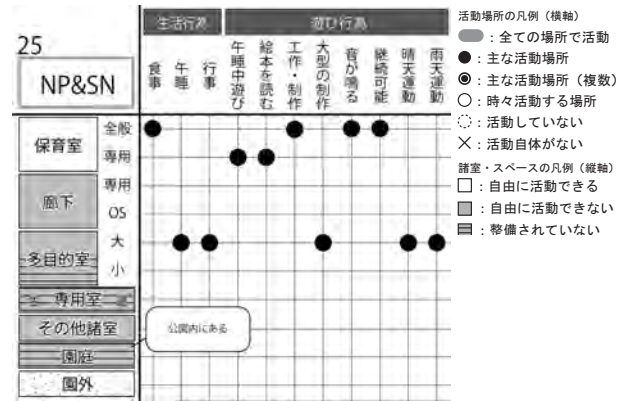 25
NP&SN
生活行為
遊び行為
食事
午睡
行事
午睡中遊び
絵本を読む
工作・制作
大型の制作
音が鳴る
継続可能
晴天運動
雨天運動
保育室
全般
専用
廊下
専用
OS
多目的室
大
小
専用室
その他諸室
園庭
園外
公園内にある
活動場所の凡例（横軸）
：全ての場所で活動
：主な活動場所
：主な活動場所（複数）
：時々活動する場所
：活動していない
：活動自体がない
諸室・スペースの凡例（縦軸）
：自由に活動できる
：自由に活動できない
：整備されていない